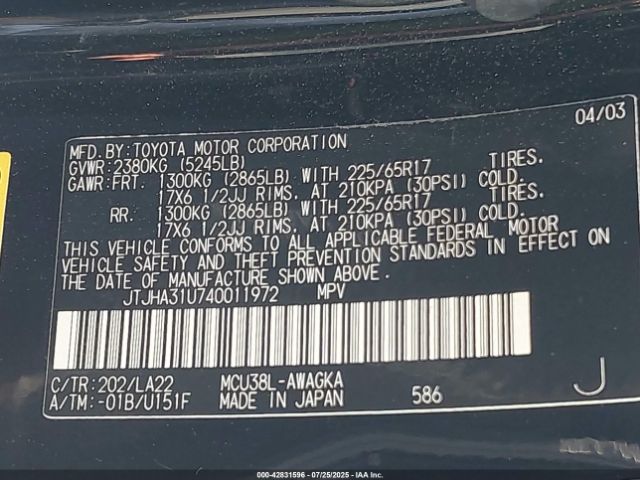 04/03
MFD. BY: TOYOTA MOTOR CORPORATION
GVWR: 2380KG (5245LB)
GAWR: FRT. 1300KG (2865LB) WITH 225/65R17 TIRES.
17X6 1/2JJ RIMS. AT 210KPA (30PSI) COLD.
RR. 1300KG (2865LB) WITH 225/65R17 TIRES.
17X6 1/2JJ RIMS. AT 210KPA (30PSI) COLD.
THIS VEHICLE CONFORMS TO ALL APPLICABLE FEDERAL MOTOR
VEHICLE SAFETY AND THEFT PREVENTION STANDARDS IN EFFECT ON
THE DATE OF MANUFACTURE SHOWN ABOVE.
JTJHA31U740011972 MPV
C/TR: 202/LA22 MCU38L-AWAGKA
A/TM: -01B/U151F MADE IN JAPAN 586 J
000-42831596 - 07/25/2025 - IAA Inc.